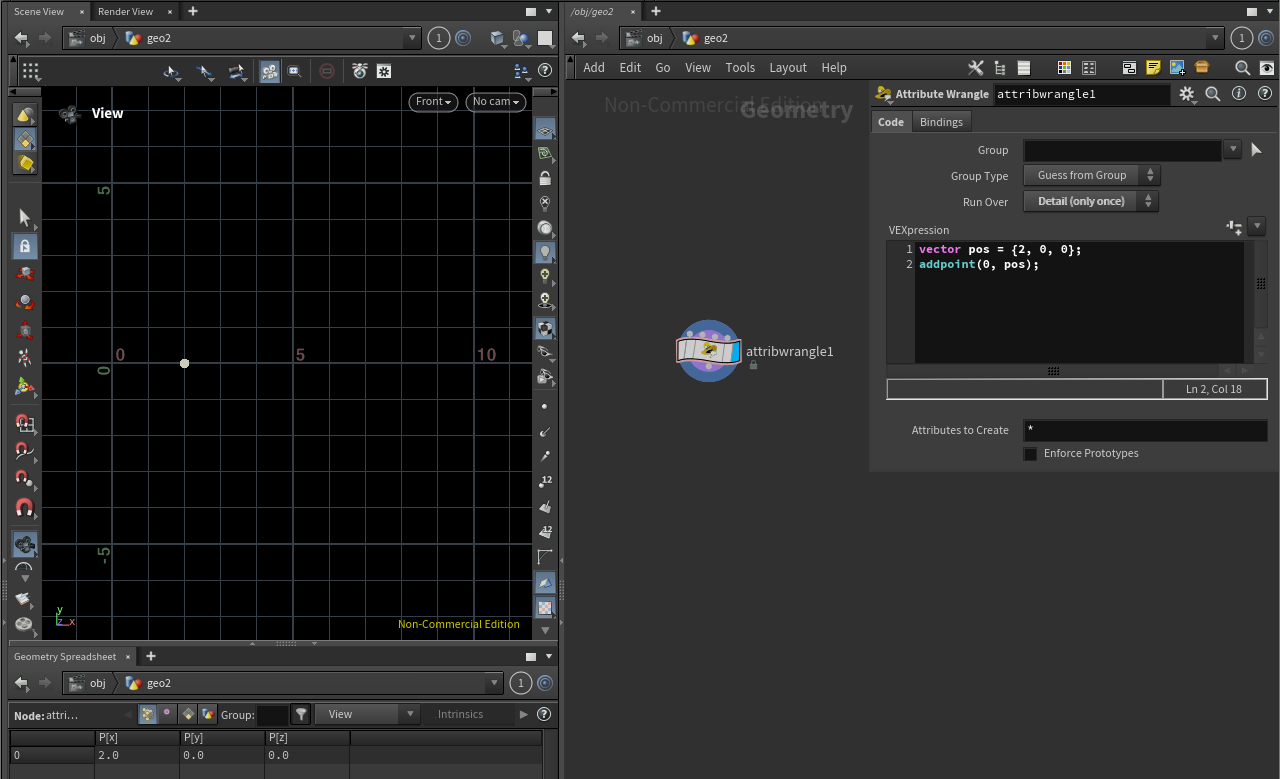 Scene View × Render View × +
obj geo2
1
View
Front
No cam
5
0 5 10
0
-5
y
z x
Non-Commercial Edition
12
12
Geometry Spreadsheet × +
obj geo2
1
Node: attri... Group: View Intrinsics
P[x] P[y] P[z]
0 2.0 0.0 0.0
/obj/geo2 × +
obj geo2
1
Add Edit Go View Tools Layout Help
Non-Commercial Edition
Geometry
attribwrangle1
Attribute Wrangle attribwrangle1
Code Bindings
Group
Group Type Guess from Group
Run Over Detail (only once)
VEXpression
1 vector pos = {2, 0, 0};
2 addpoint(0, pos);
Ln 2, Col 18
Attributes to Create *
Enforce Prototypes